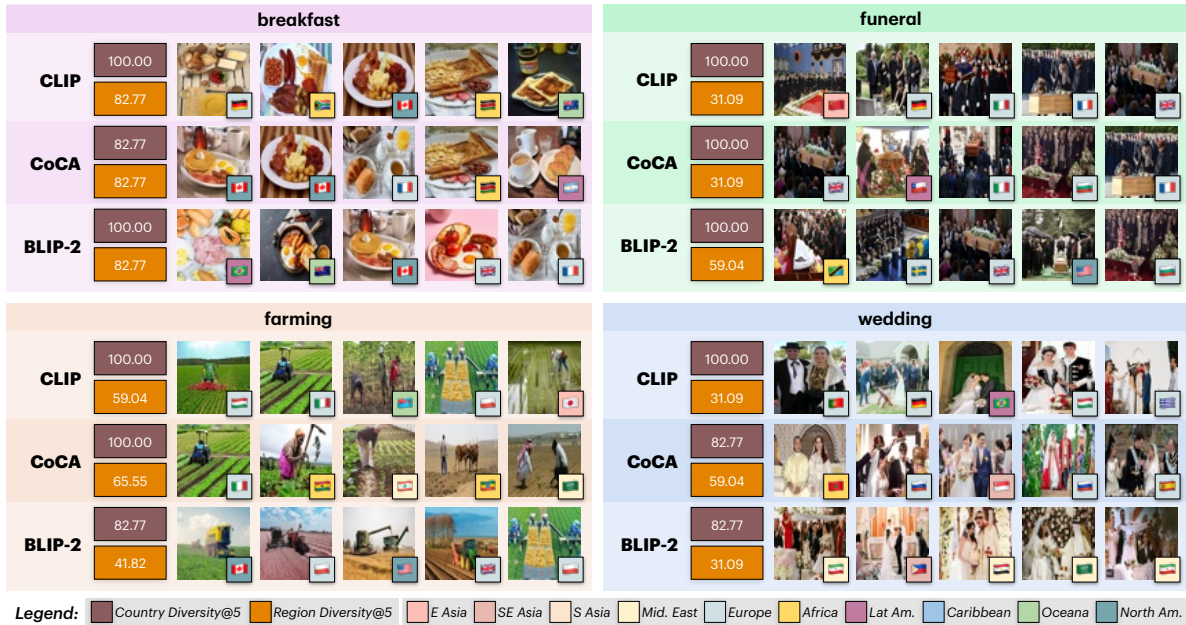 breakfast
CLIP
100.00
82.77
CoCA
82.77
82.77
BLIP-2
100.00
82.77
funeral
CLIP
100.00
31.09
CoCA
100.00
31.09
BLIP-2
100.00
59.04
farming
CLIP
100.00
59.04
CoCA
100.00
65.55
BLIP-2
82.77
41.82
wedding
CLIP
100.00
31.09
CoCA
82.77
59.04
BLIP-2
82.77
31.09
Legend: Country Diversity@5 Region Diversity@5 E Asia SE Asia S Asia Mid. East Europe Africa Lat Am. Caribbean Oceana North Am.